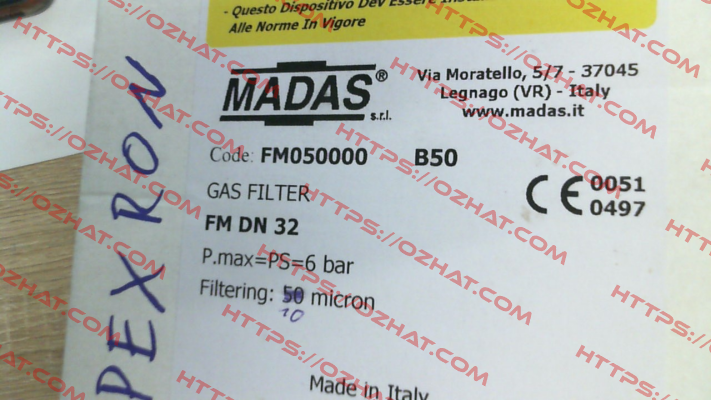 - Questo Dispositivo Dev Essere
Alle Norme In Vigore
MADAS®
s.r.l.
Via Moratello, 5/7 - 37045
Legnago (VR) - Italy
www.madas.it
Code: FM050000 B50
CE 0051
0497
GAS FILTER
FM DN 32
P.max=PS=6 bar
Filtering: 50 micron
10
Made in Italy
PEXRON
HTTPS://OZHAT.COM